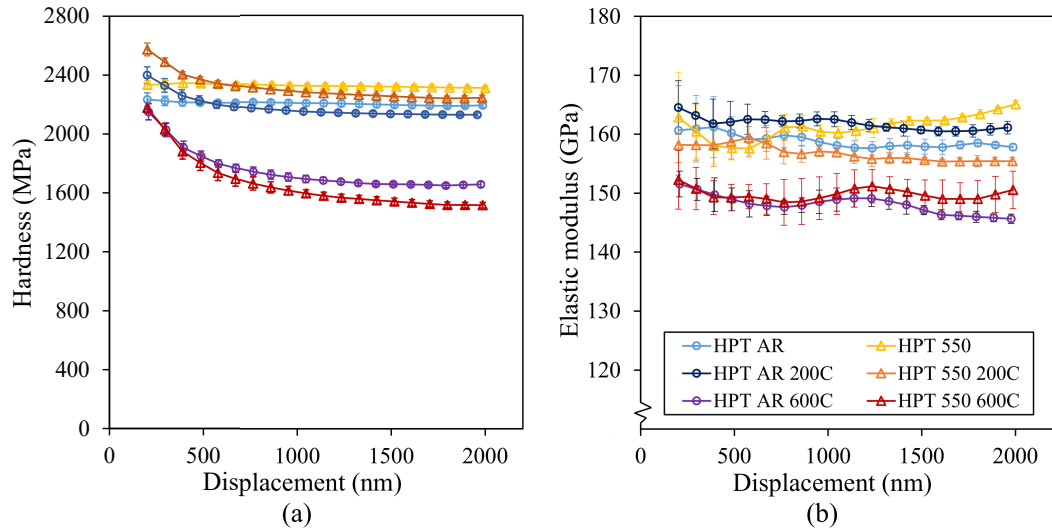 2800
2400
2000
1600
1200
800
400
0
Hardness (MPa)
0 500 1000 1500 2000
Displacement (nm)
(a)
180
170
160
150
140
130
120
Elastic modulus (GPa)
HPT AR HPT 550
HPT AR 200C HPT 550 200C
HPT AR 600C HPT 550 600C
0 500 1000 1500 2000
Displacement (nm)
(b)